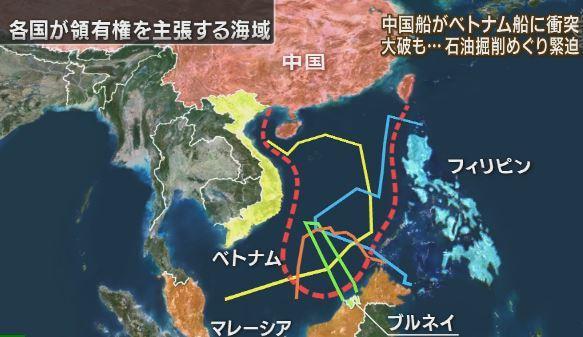 各国が領有権を主張する海域
中国船がベトナム船に衝突
大破も…石油掘削めぐり緊迫
中国
フィリピン
ベトナム
マレーシア
ブルネイ